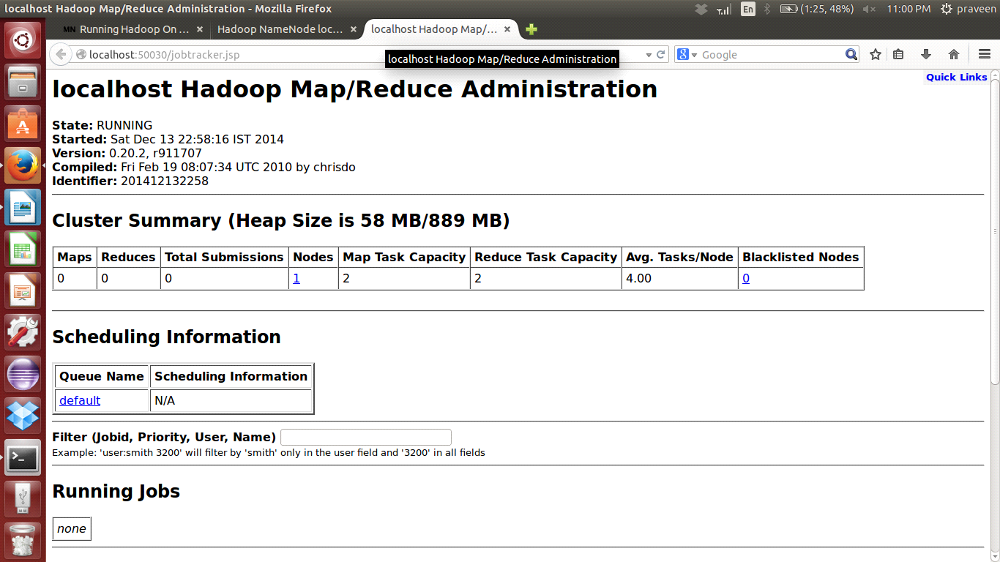 localhost Hadoop Map/Reduce Administration - Mozilla Firefox
En (1:25, 48%) 11:00 PM praveen
MN Running Hadoop On ... × Hadoop NameNode loc... × localhost Hadoop Map/... ×
localhost:50030/jobtracker.jsp
8 Google
localhost Hadoop Map/Reduce Administration
Quick Links
localhost Hadoop Map/Reduce Administration
State: RUNNING
Started: Sat Dec 13 22:58:16 IST 2014
Version: 0.20.2, r911707
Compiled: Fri Feb 19 08:07:34 UTC 2010 by chrisdo
Identifier: 201412132258
Cluster Summary (Heap Size is 58 MB/889 MB)
Maps Reduces Total Submissions Nodes Map Task Capacity Reduce Task Capacity Avg. Tasks/Node Blacklisted Nodes
0 0 0 1 2 2 4.00 0
Scheduling Information
Queue Name Scheduling Information
default N/A
Filter (Jobid, Priority, User, Name)
Example: 'user:smith 3200' will filter by 'smith' only in the user field and '3200' in all fields
Running Jobs
none